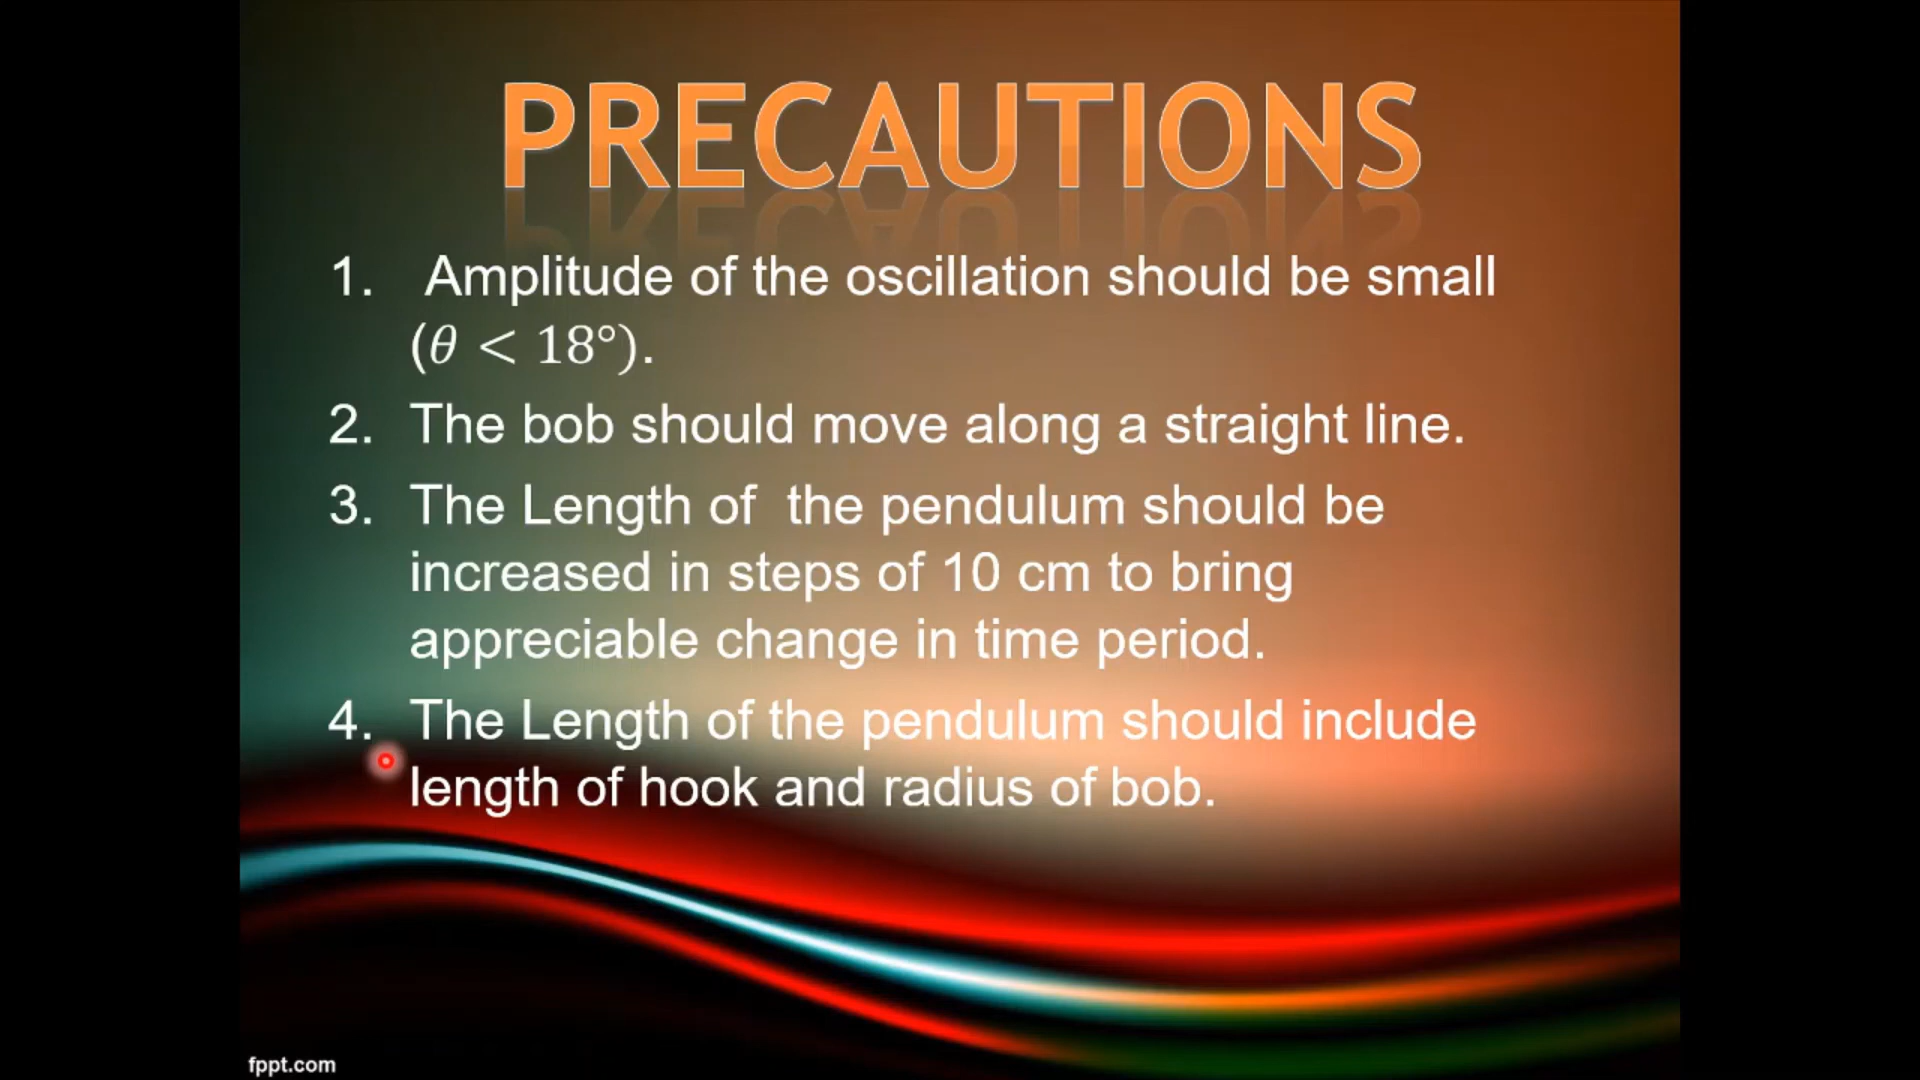 PRECAUTIONS
1. Amplitude of the oscillation should be small
(𝜃 < 18°).
2. The bob should move along a straight line.
3. The Length of the pendulum should be
increased in steps of 10 cm to bring
appreciable change in time period.
4. The Length of the pendulum should include
length of hook and radius of bob.
fppt.com